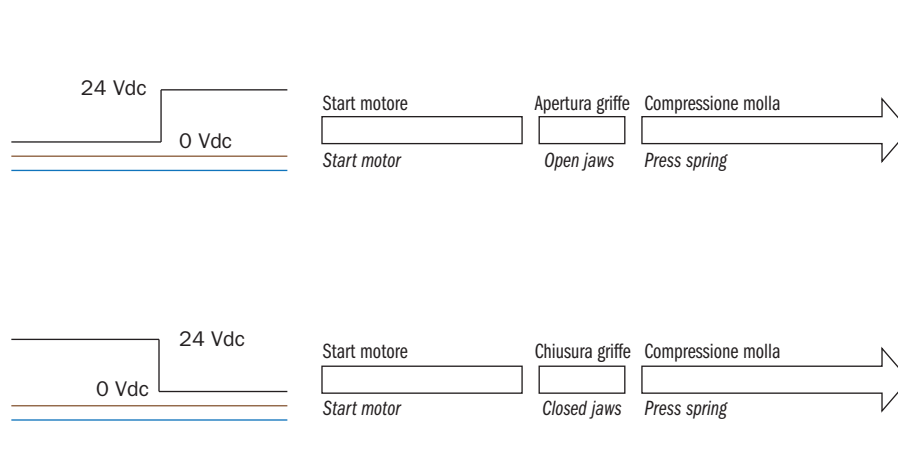 24 Vdc
0 Vdc
Start motore
Apertura griffe
Compressione molla
Start motor
Open jaws
Press spring
24 Vdc
0 Vdc
Start motore
Chiusura griffe
Compressione molla
Start motor
Closed jaws
Press spring